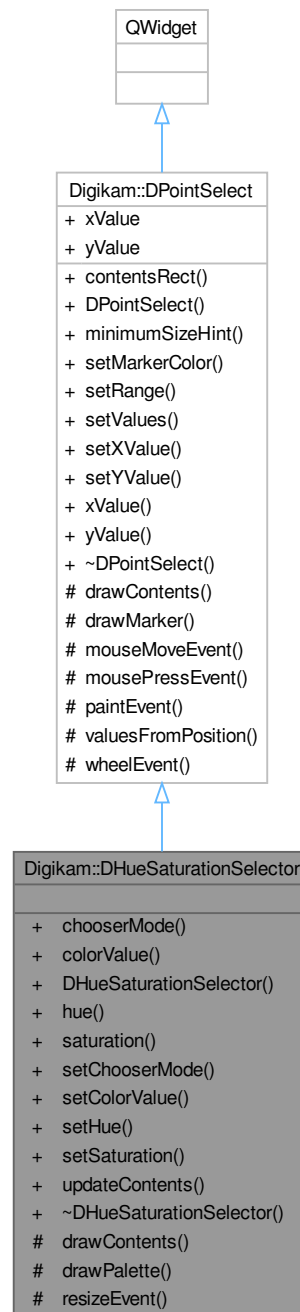 QWidget
Digikam::DPointSelect
+ xValue
+ yValue
+ contentsRect()
+ DPointSelect()
+ minimumSizeHint()
+ setMarkerColor()
+ setRange()
+ setValues()
+ setXValue()
+ setYValue()
+ xValue()
+ yValue()
+ ~DPointSelect()
# drawContents()
# drawMarker()
# mouseMoveEvent()
# mousePressEvent()
# paintEvent()
# valuesFromPosition()
# wheelEvent()
Digikam::DHueSaturationSelector
+ chooserMode()
+ colorValue()
+ DHueSaturationSelector()
+ hue()
+ saturation()
+ setChooserMode()
+ setColorValue()
+ setHue()
+ setSaturation()
+ updateContents()
+ ~DHueSaturationSelector()
# drawContents()
# drawPalette()
# resizeEvent()